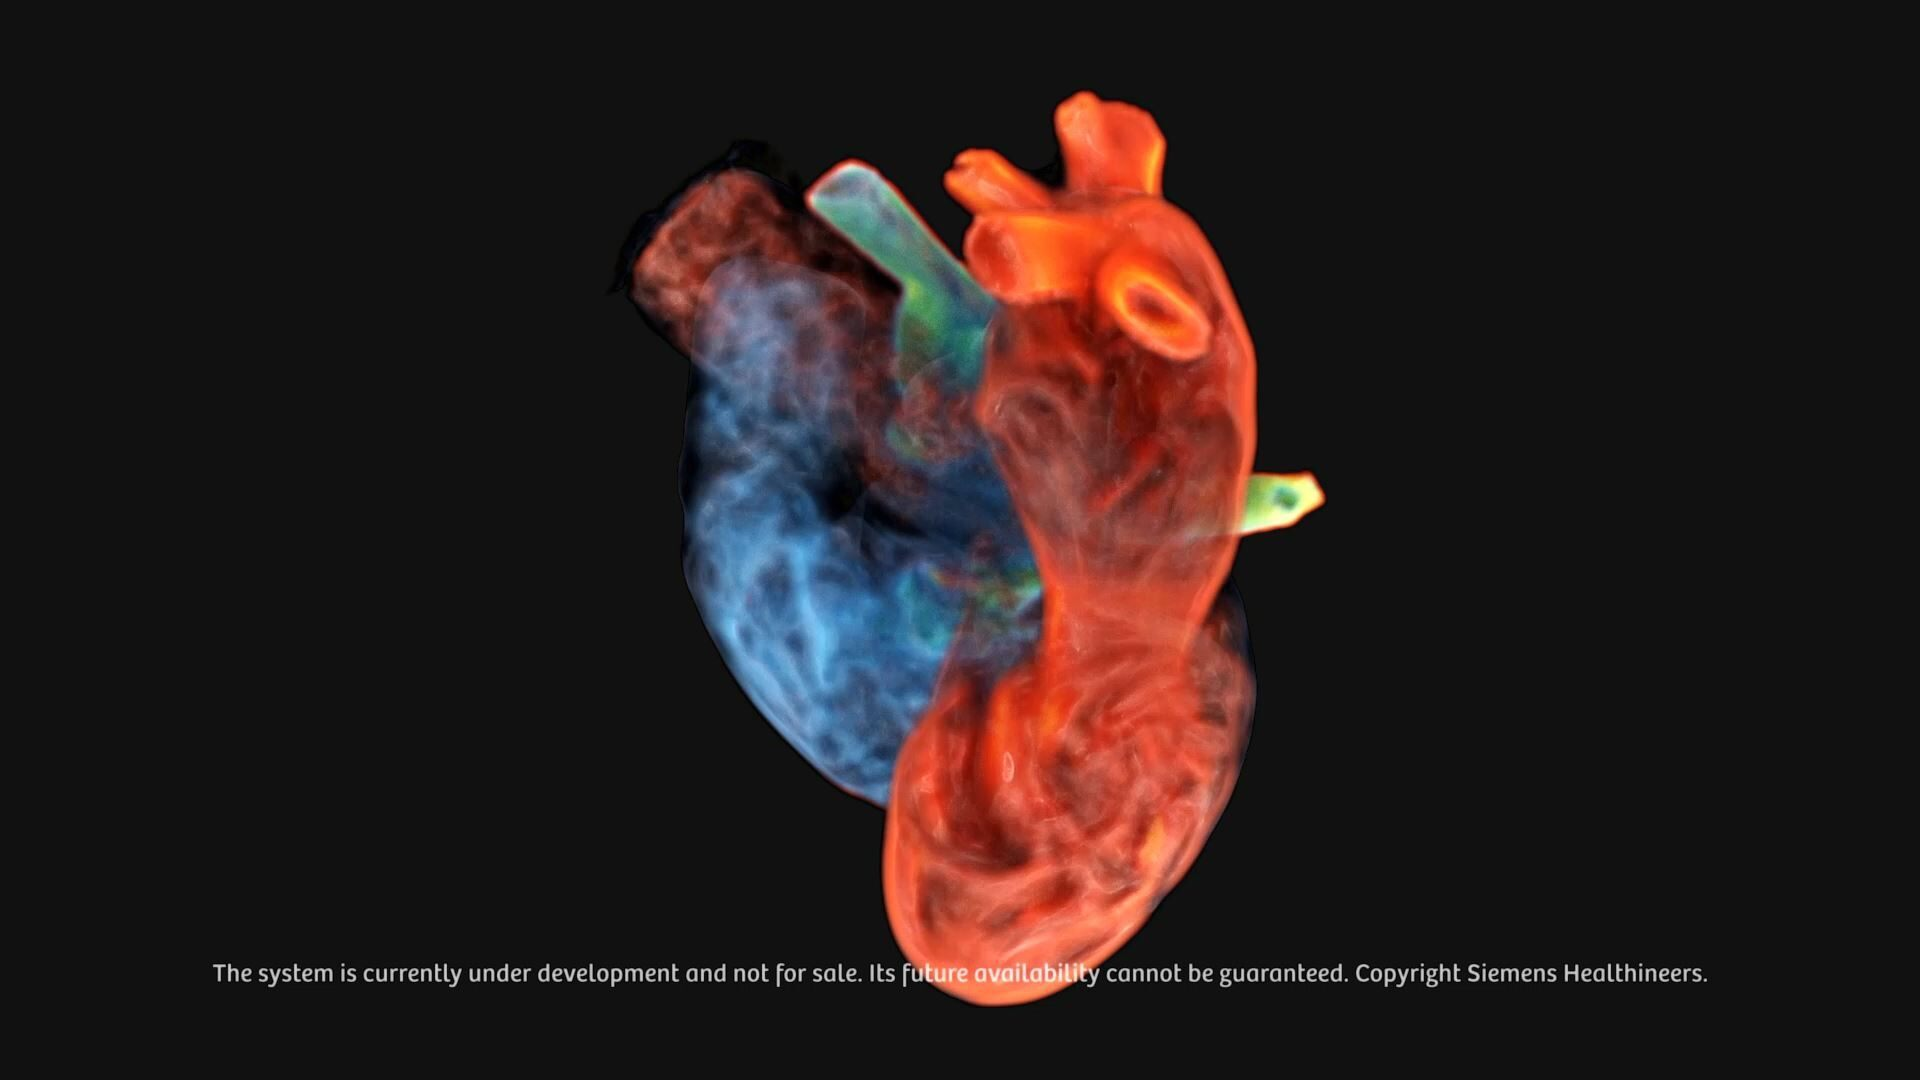 The system is currently under development and not for sale. Its future availability cannot be guaranteed. Copyright Siemens Healthineers.